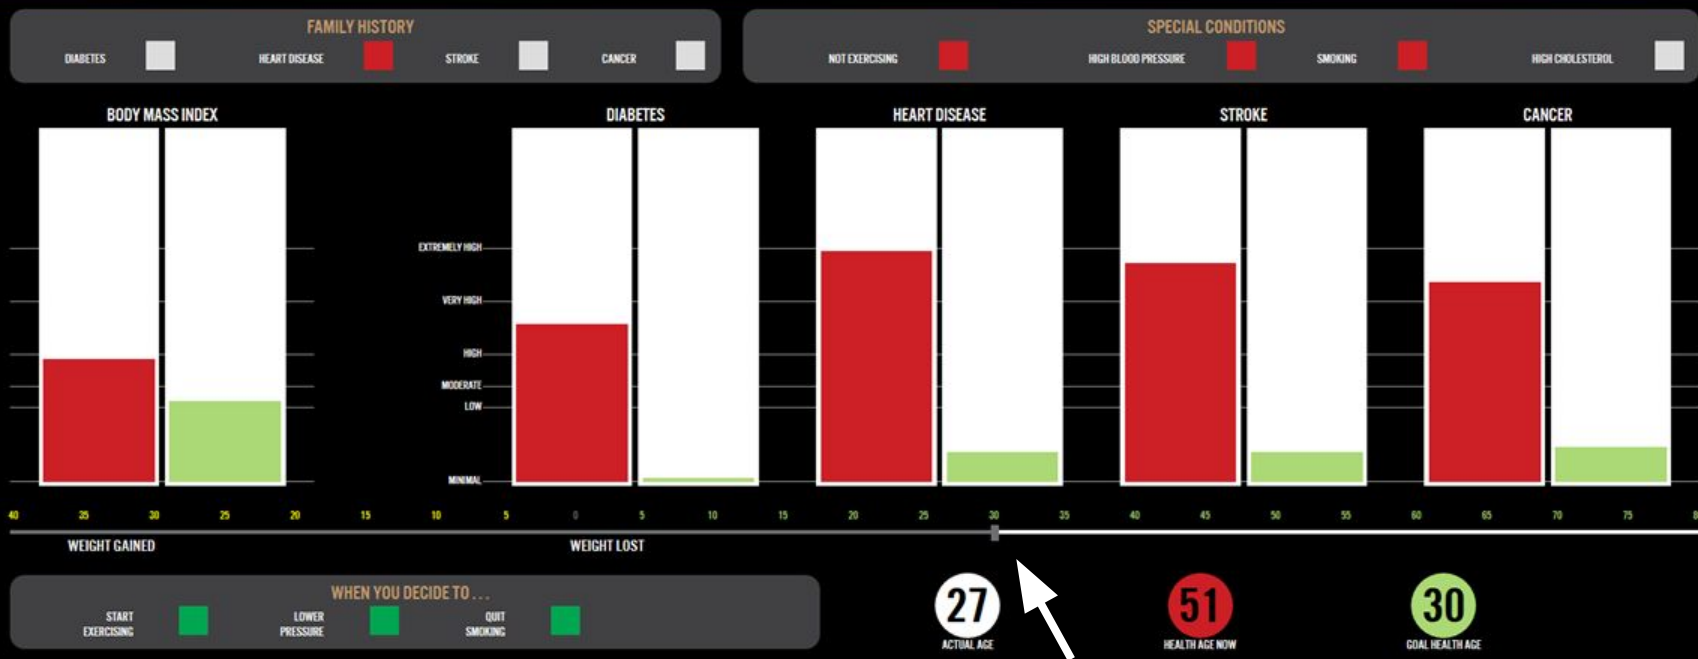 FAMILY HISTORY
DIABETES
HEART DISEASE
STROKE
CANCER
SPECIAL CONDITIONS
NOT EXERCISING
HIGH BLOOD PRESSURE
SMOKING
HIGH CHOLESTEROL
BODY MASS INDEX
DIABETES
HEART DISEASE
STROKE
CANCER
EXTREMELY HIGH
VERY HIGH
HIGH
MODERATE
LOW
MINIMAL
40 35 30 25 20 15 10 5 0 5 10 15 20 25 30 35 40 45 50 55 60 65 70 75
WEIGHT GAINED
WEIGHT LOST
WHEN YOU DECIDE TO ...
START
EXERCISING
LOWER
PRESSURE
QUIT
SMOKING
27
ACTUAL AGE
51
HEALTH AGE NOW
30
GOAL HEALTH AGE